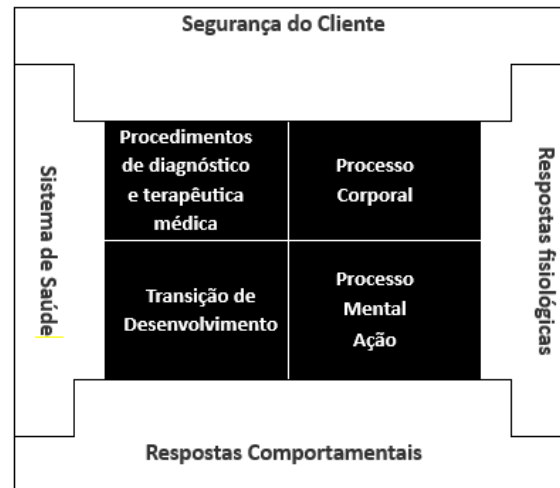 Segurança do Cliente
Sistema de Saúde
Procedimentos
de diagnóstico
e terapêutica
médica
Processo
Corporal
Transição de
Desenvolvimento
Processo
Mental
Ação
Respostas fisiológicas
Respostas Comportamentais